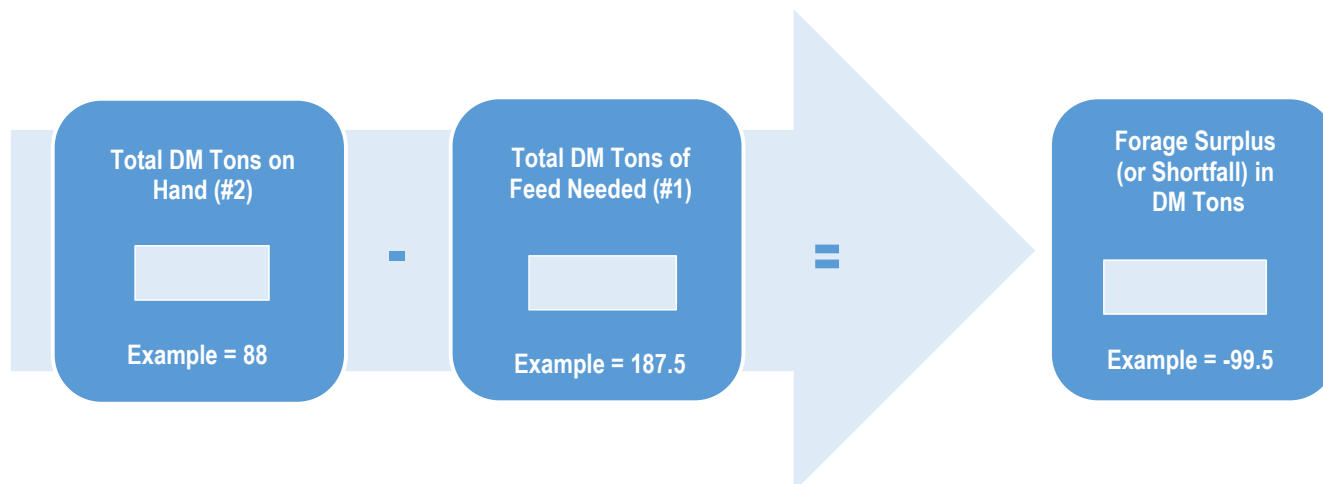 Total DM Tons on
Hand (#2)
Example = 88
-
Total DM Tons of
Feed Needed (#1)
Example = 187.5
=
Forage Surplus
(or Shortfall) in
DM Tons
Example = -99.5